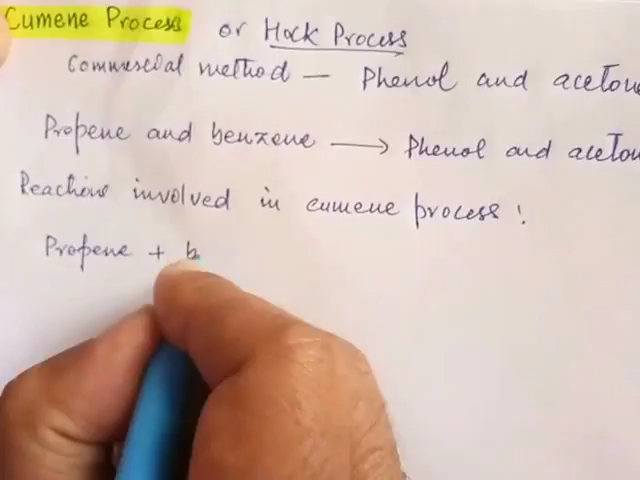 Cumene Process or Hock Process
Commercial method – Phenol and aceton
Propene and benzene → Phenol and aceton
Reactions involved in cumene process:
Propene + b